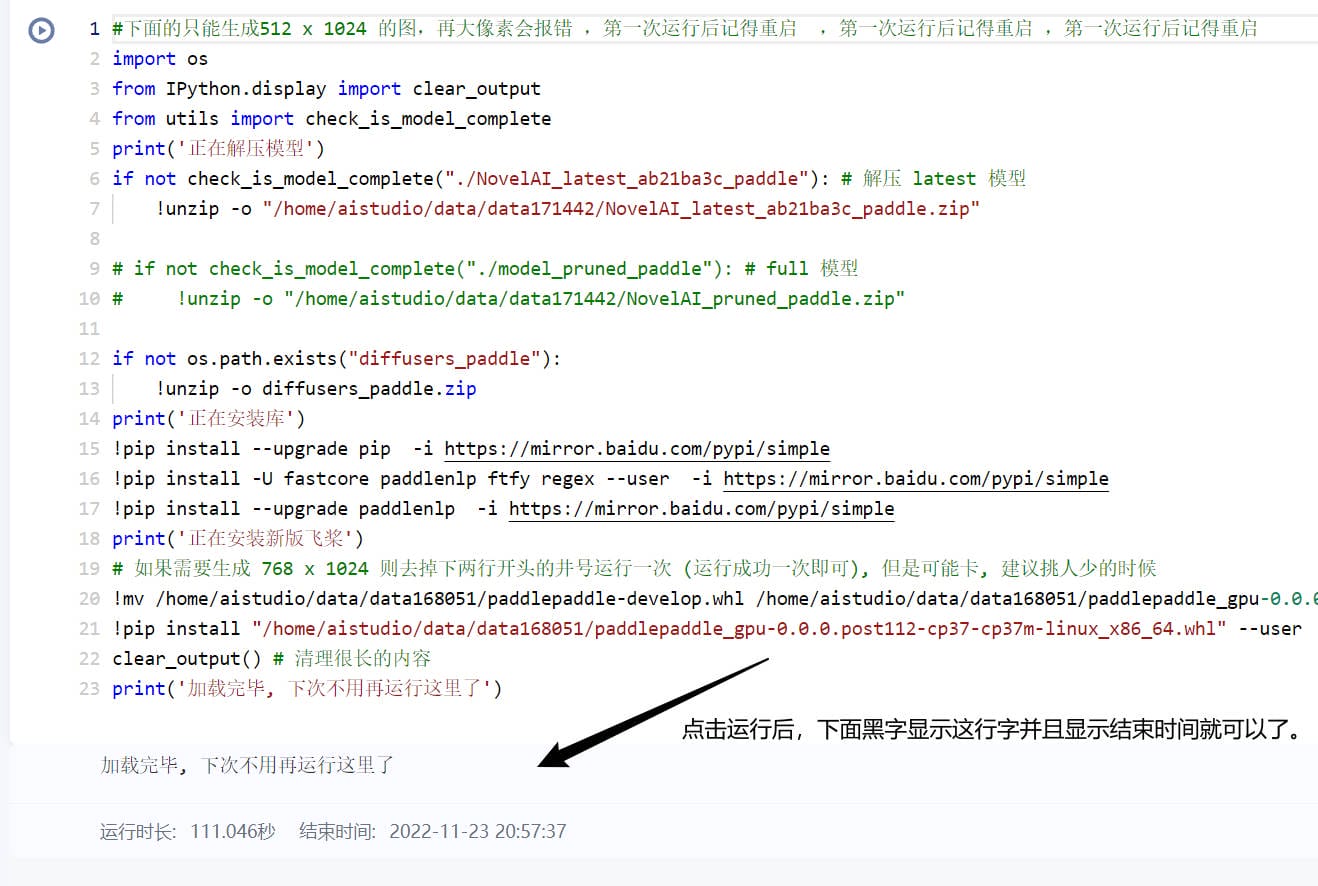 1 #下面的只能生成512 x 1024 的图，再大像素会报错 ，第一次运行后记得重启 ，第一次运行后记得重启 ，第一次运行后记得重启
2 import os
3 from IPython.display import clear_output
4 from utils import check_is_model_complete
5 print('正在解压模型')
6 if not check_is_model_complete("./NovelAI_latest_ab21ba3c_paddle"): # 解压 latest 模型
7     !unzip -o "/home/aistudio/data/data171442/NovelAI_latest_ab21ba3c_paddle.zip"
8
9 # if not check_is_model_complete("./model_pruned_paddle"): # full 模型
10 #     !unzip -o "/home/aistudio/data/data171442/NovelAI_pruned_paddle.zip"
11
12 if not os.path.exists("diffusers_paddle"):
13     !unzip -o diffusers_paddle.zip
14 print('正在安装库')
15 !pip install --upgrade pip  -i https://mirror.baidu.com/pypi/simple
16 !pip install -U fastcore paddlenlp ftfy regex --user  -i https://mirror.baidu.com/pypi/simple
17 !pip install --upgrade paddlenlp  -i https://mirror.baidu.com/pypi/simple
18 print('正在安装新版飞桨')
19 # 如果需要生成 768 x 1024 则去掉下两行开头的井号运行一次 (运行成功一次即可), 但是可能卡, 建议挑人少的时候
20 !mv /home/aistudio/data/data168051/paddlepaddle-develop.whl /home/aistudio/data/data168051/paddlepaddle_gpu-0.0.0
21 !pip install "/home/aistudio/data/data168051/paddlepaddle_gpu-0.0.0.post112-cp37-cp37m-linux_x86_64.whl" --user
22 clear_output() # 清理很长的内容
23 print('加载完毕, 下次不用再运行这里了')
点击运行后，下面黑字显示这行字并且显示结束时间就可以了。
加载完毕, 下次不用再运行这里了
运行时长: 111.046秒 结束时间: 2022-11-23 20:57:37